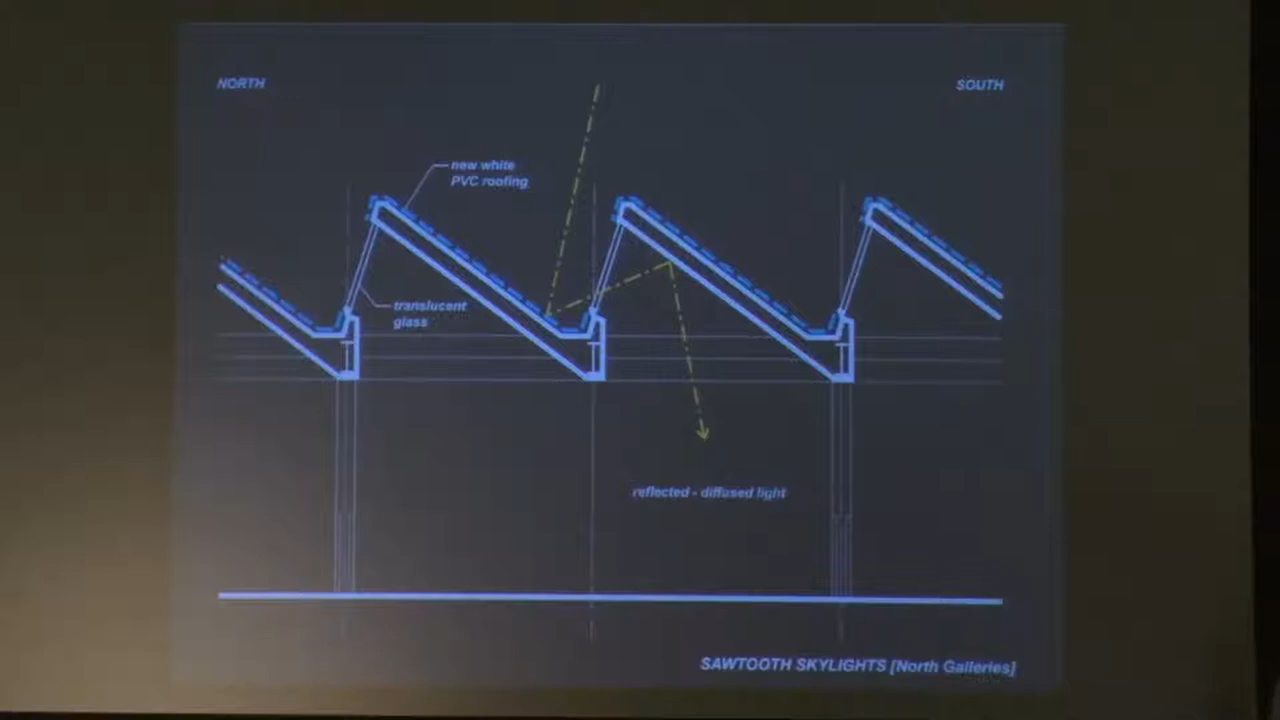 NORTH
SOUTH
new white
PVC roofing
translucent
glass
reflected - diffused light
SAWTOOTH SKYLIGHTS [North Galleries]